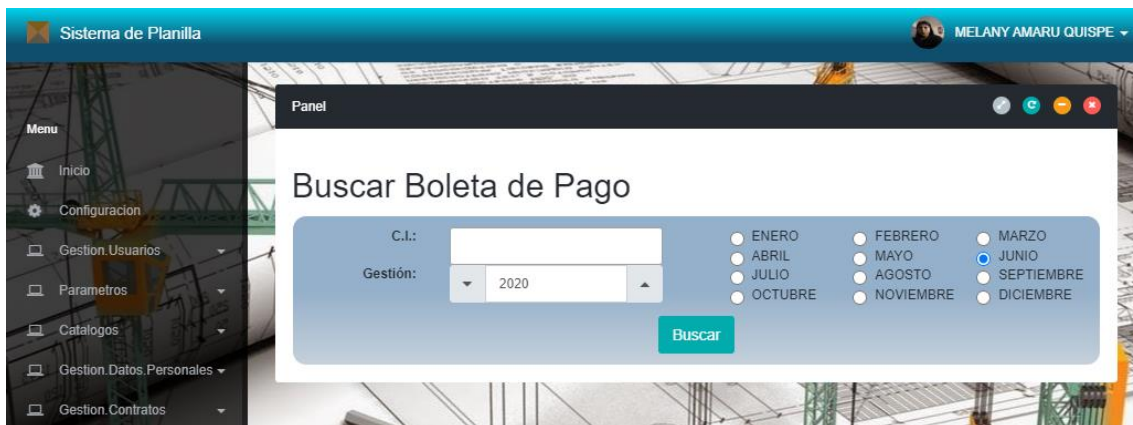 Sistema de Planilla
MELANY AMARU QUISPE
Menu
Inicio
Configuracion
Gestion.Usuarios
Parametros
Catalogos
Gestion.Datos.Personales
Gestion.Contratos
Panel
Buscar Boleta de Pago
C.I.:
Gestión:
2020
ENERO FEBRERO MARZO
ABRIL MAYO JUNIO
JULIO AGOSTO SEPTIEMBRE
OCTUBRE NOVIEMBRE DICIEMBRE
Buscar